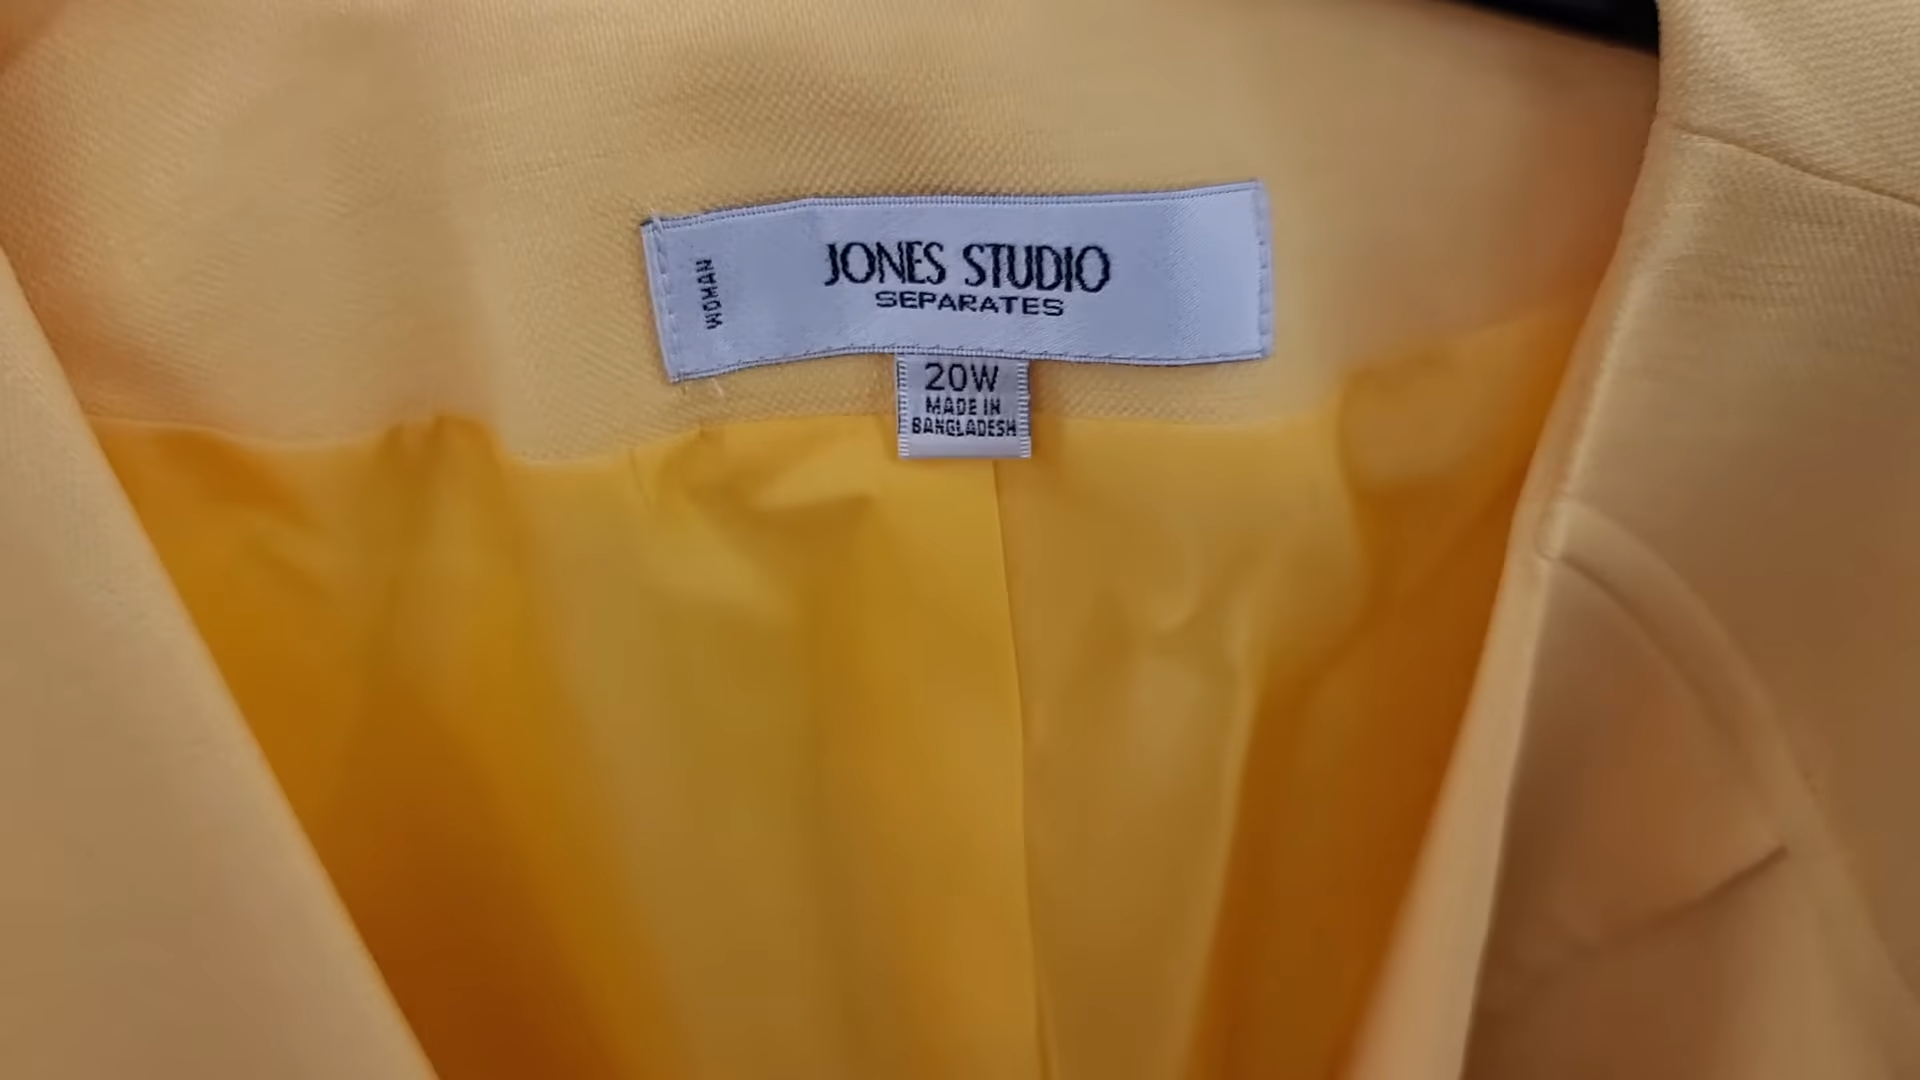 WOMAN
JONES STUDIO
SEPARATES
20W
MADE IN
BANGLADESH